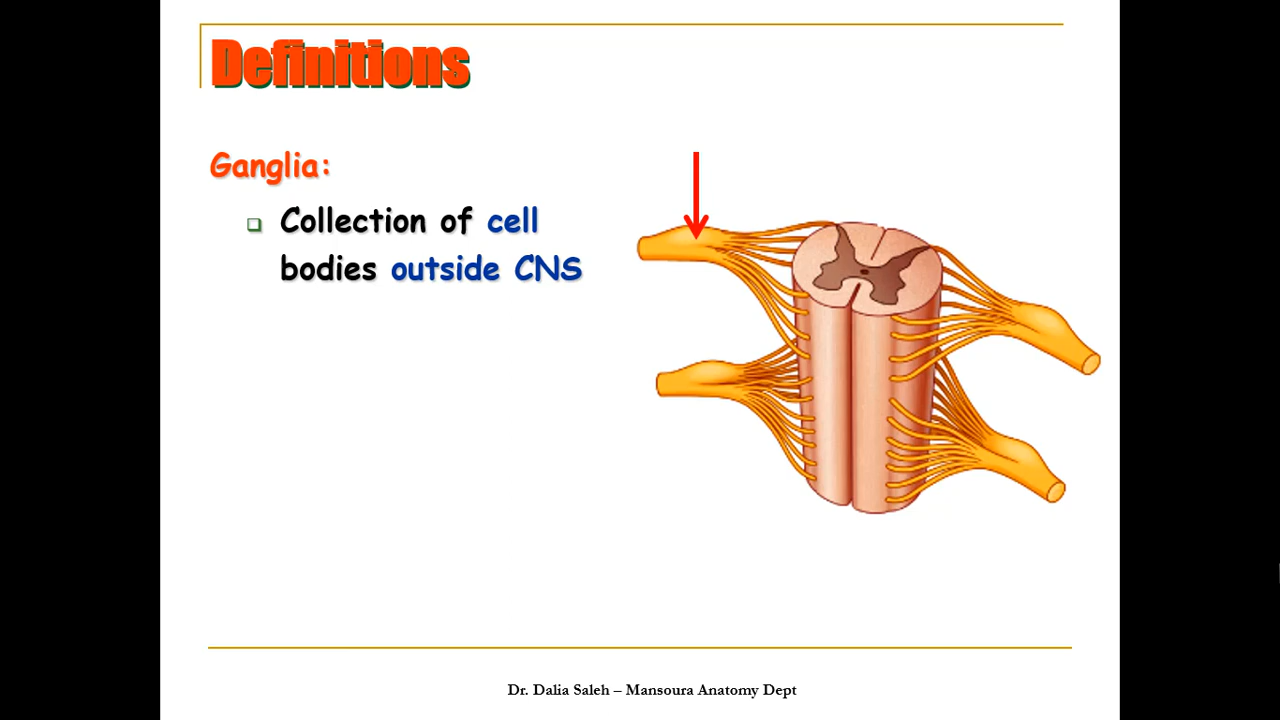 Definitions
Ganglia:
Collection of cell
bodies outside CNS
Dr. Dalia Saleh – Mansoura Anatomy Dept